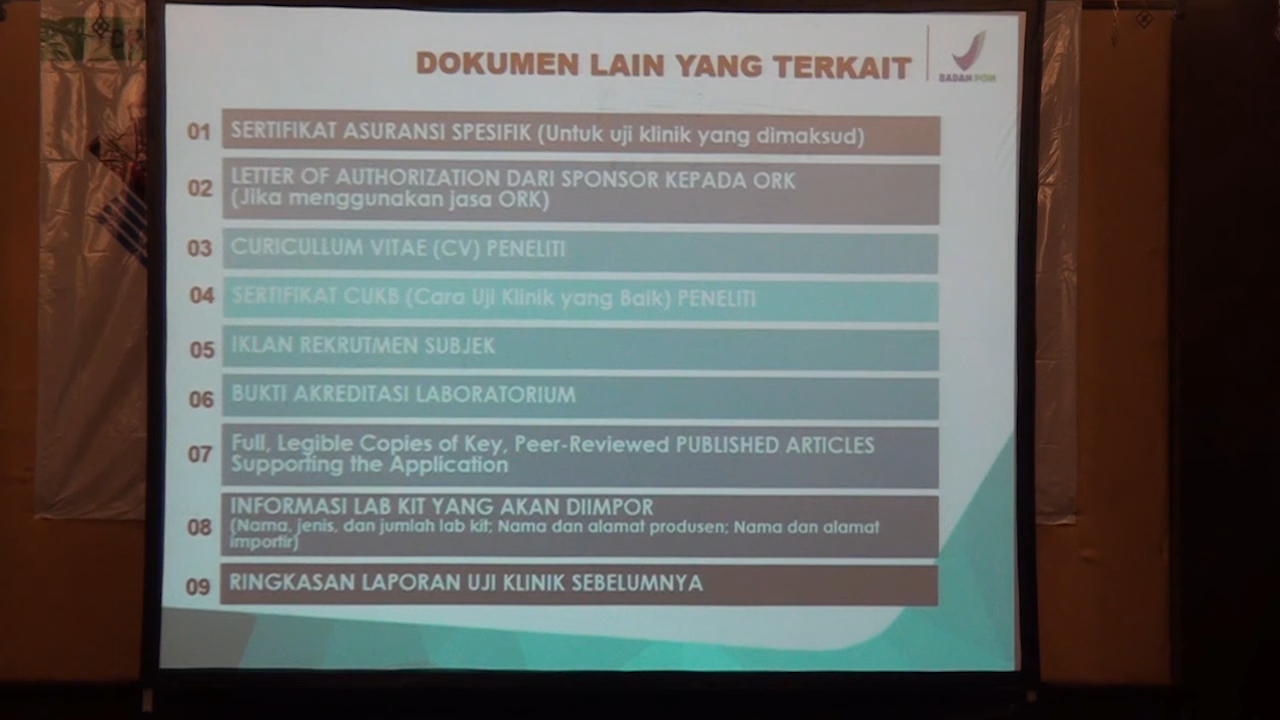 DOKUMEN LAIN YANG TERKAIT
BADAN POM
01 SERTIFIKAT ASURANSI SPESIFIK (Untuk uji klinik yang dimaksud)
02 LETTER OF AUTHORIZATION DARI SPONSOR KEPADA ORK
(Jika menggunakan jasa ORK)
03 CURICULLUM VITAE (CV) PENELITI
04 SERTIFIKAT CUKB (Cara Uji Klinik yang Baik) PENELITI
05 IKLAN REKRUTMEN SUBJEK
06 BUKTI AKREDITASI LABORATORIUM
07 Full, Legible Copies of Key, Peer-Reviewed PUBLISHED ARTICLES
Supporting the Application
08 INFORMASI LAB KIT YANG AKAN DIIMPOR
(Nama, jenis, dan jumlah lab kit; Nama dan alamat produsen; Nama dan alamat
importir)
09 RINGKASAN LAPORAN UJI KLINIK SEBELUMNYA